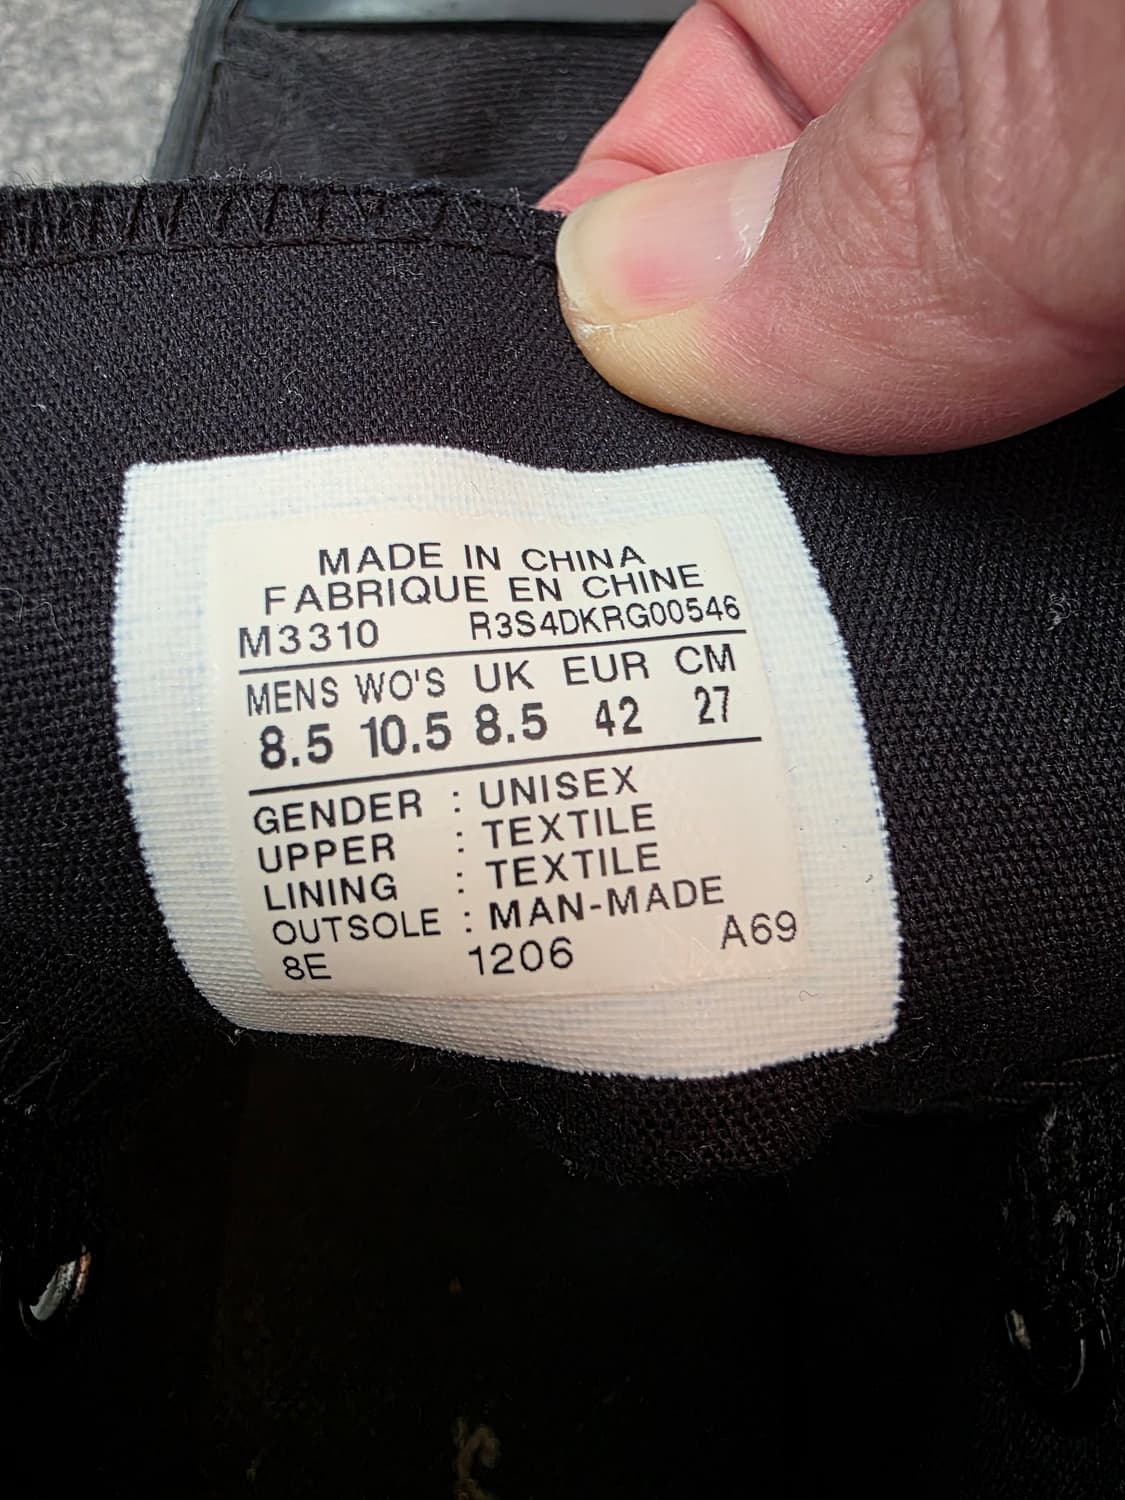 MADE IN CHINA
FABRIQUE EN CHINE
M3310 R3S4DKRG00546
MENS WO'S UK EUR CM
8.5 10.5 8.5 42 27
GENDER : UNISEX
UPPER : TEXTILE
LINING : TEXTILE
OUTSOLE : MAN-MADE
8E 1206 A69